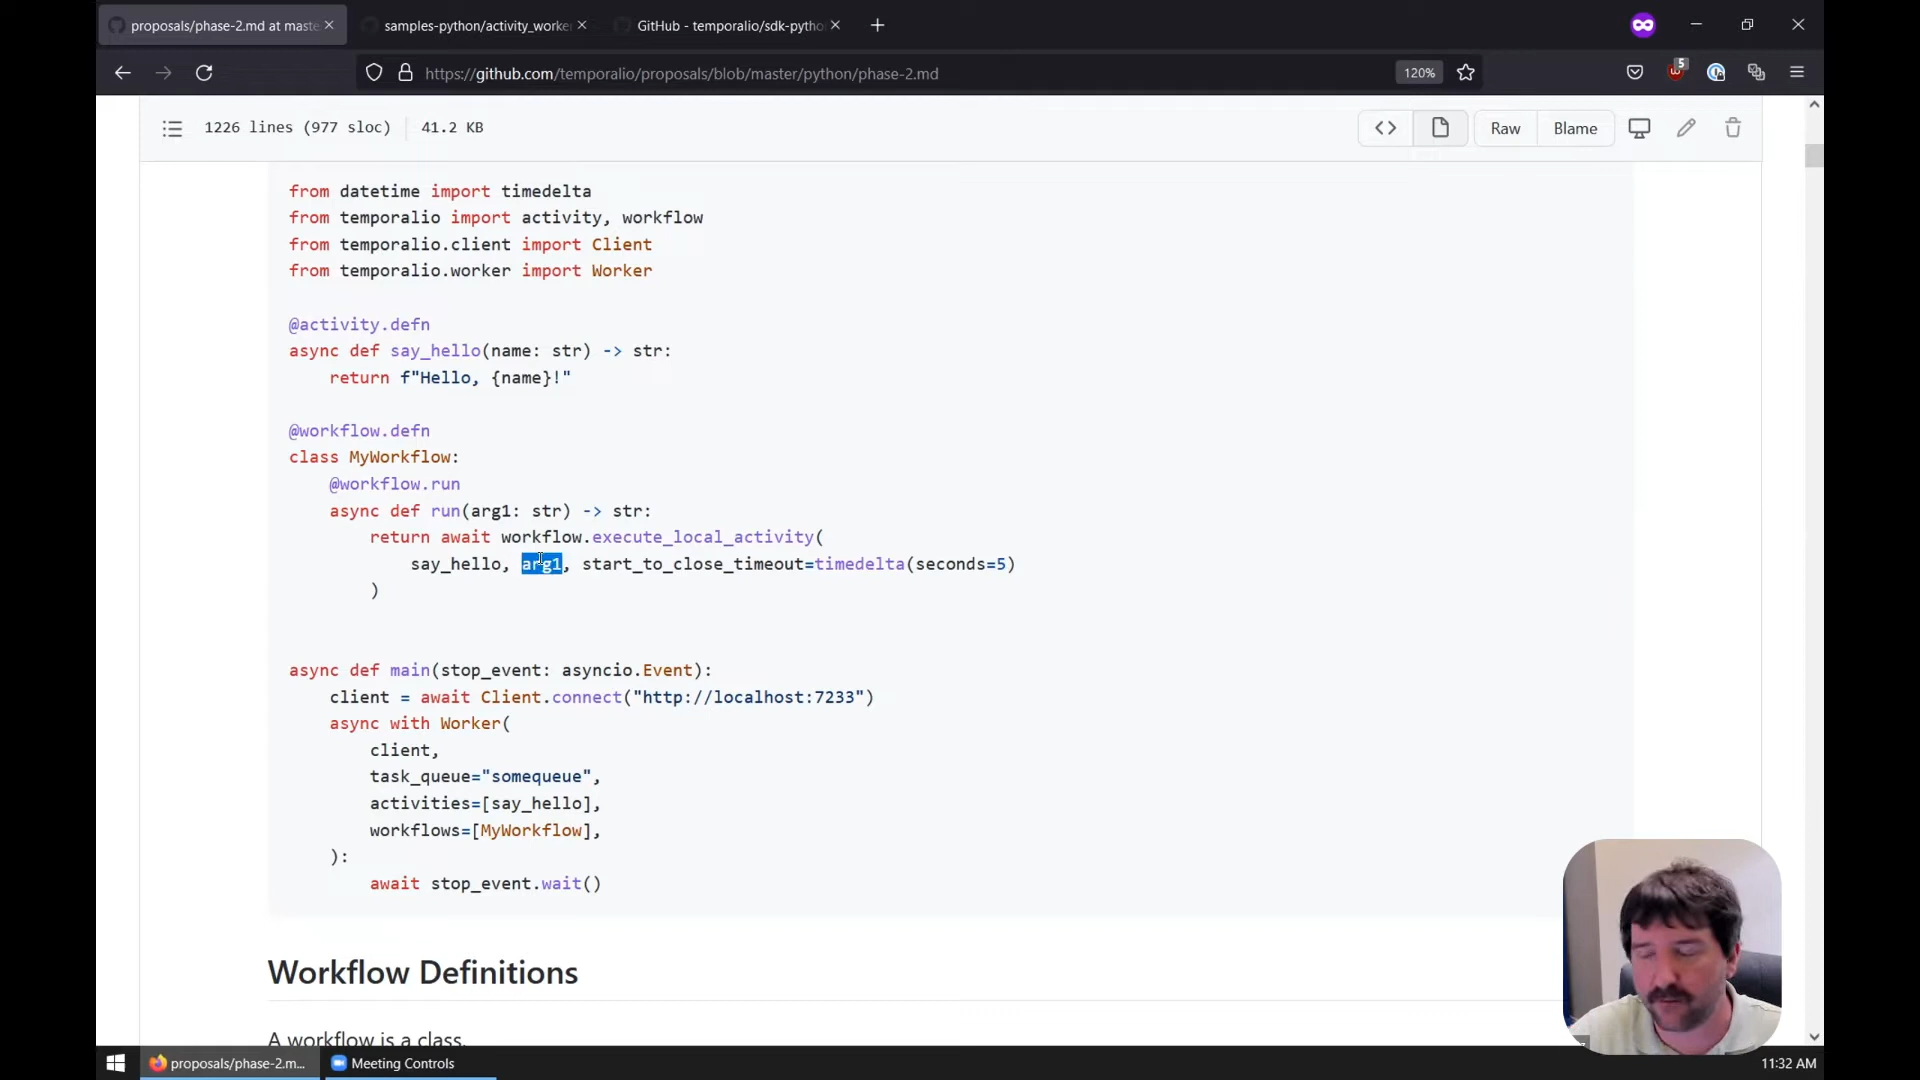 proposals/phase-2.md at maste
samples-python/activity_worke
GitHub - temporalio/sdk-pytho
https://github.com/temporalio/proposals/blob/master/python/phase-2.md
120%
5
1226 lines (977 sloc)
41.2 KB
Raw
Blame
from datetime import timedelta
from temporalio import activity, workflow
from temporalio.client import Client
from temporalio.worker import Worker
@activity.defn
async def say_hello(name: str) -> str:
return f"Hello, {name}!"
@workflow.defn
class MyWorkflow:
@workflow.run
async def run(arg1: str) -> str:
return await workflow.execute_local_activity(
say_hello, arg1, start_to_close_timeout=timedelta(seconds=5)
)
async def main(stop_event: asyncio.Event):
client = await Client.connect("http://localhost:7233")
async with Worker(
client,
task_queue="somequeue",
activities=[say_hello],
workflows=[MyWorkflow],
):
await stop_event.wait()
Workflow Definitions
A workflow is a class.
proposals/phase-2.m...
Meeting Controls
11:32 AM